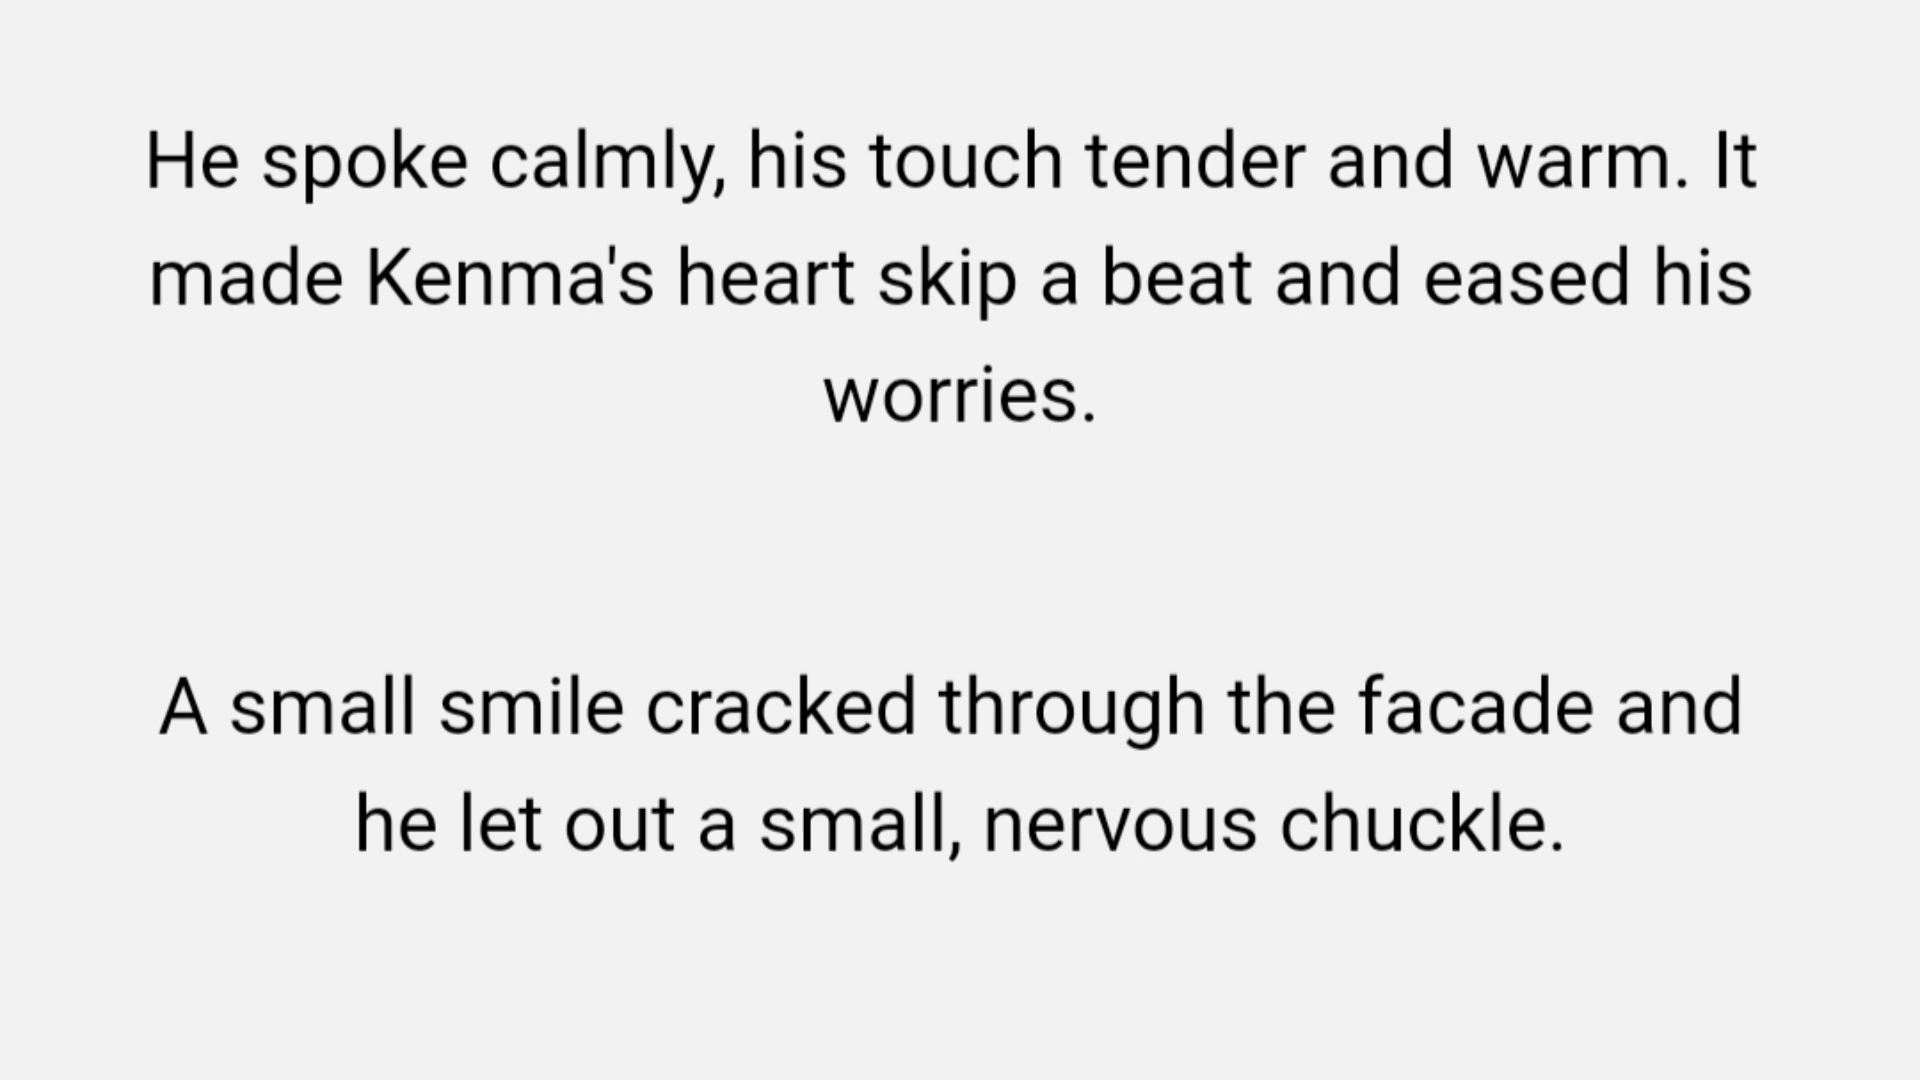 He spoke calmly, his touch tender and warm. It
made Kenma's heart skip a beat and eased his
worries.
A small smile cracked through the facade and
he let out a small, nervous chuckle.